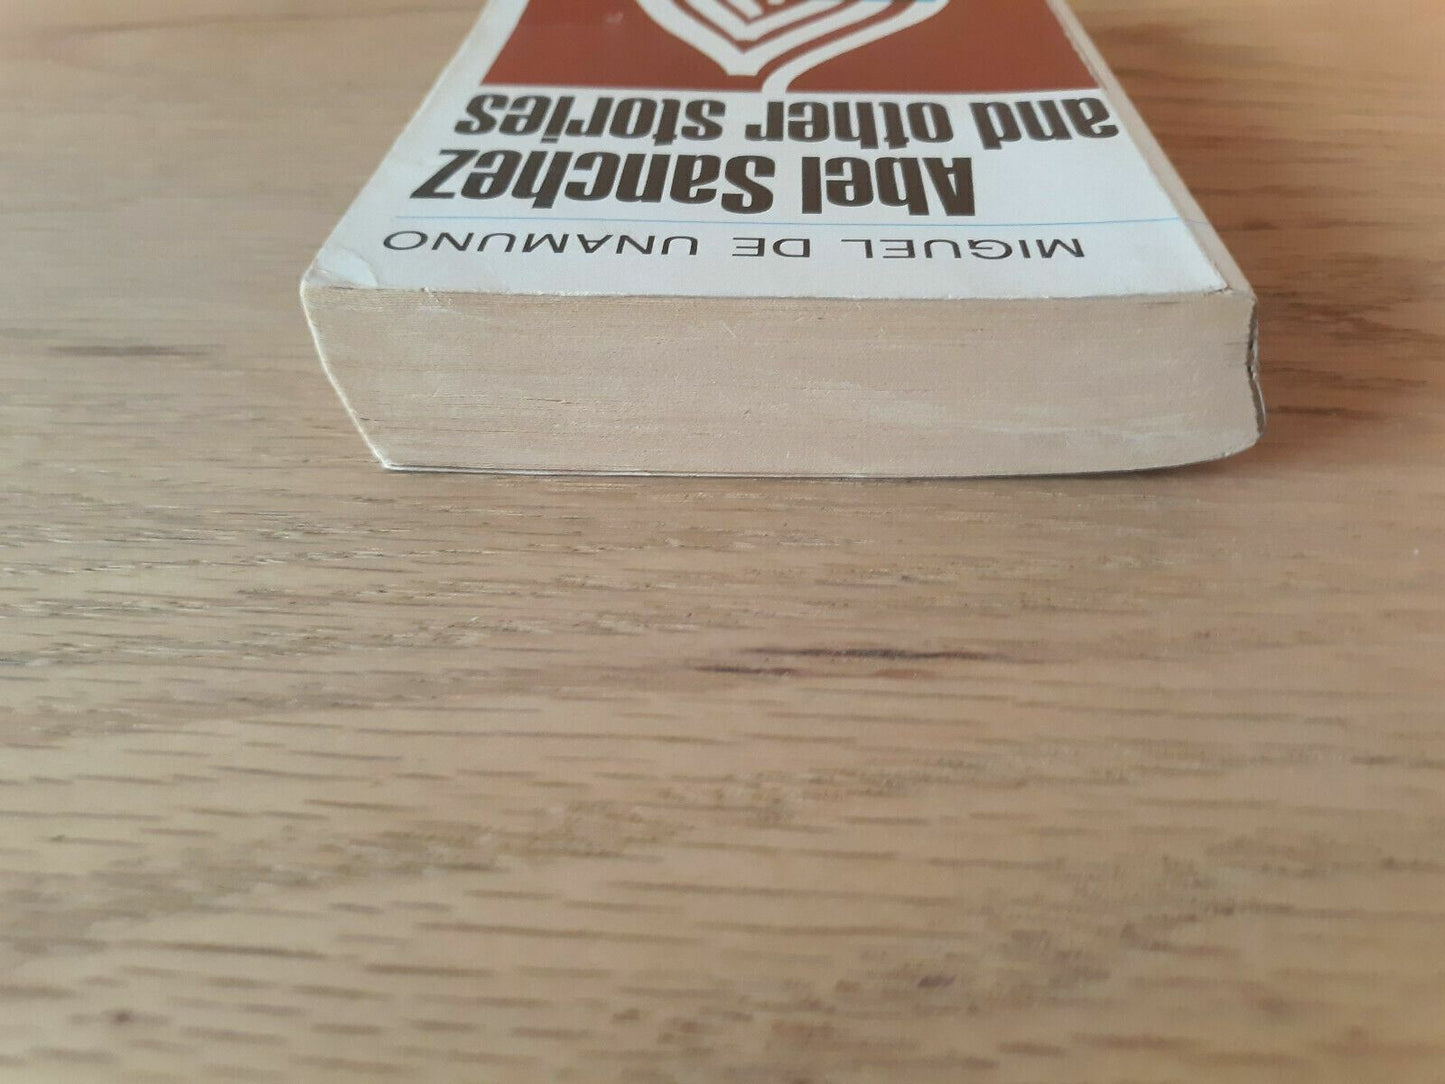 MIGUEL DE UNAMUNO
Abel Sanchez
and other stories